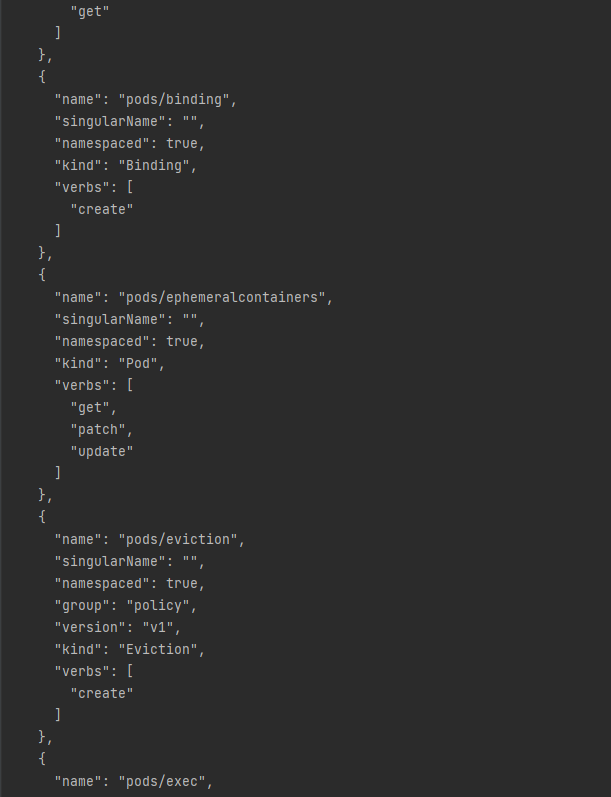 "get"
]
},
{
"name": "pods/binding",
"singularName": "",
"namespaced": true,
"kind": "Binding",
"verbs": [
"create"
]
},
{
"name": "pods/ephemeralcontainers",
"singularName": "",
"namespaced": true,
"kind": "Pod",
"verbs": [
"get",
"patch",
"update"
]
},
{
"name": "pods/eviction",
"singularName": "",
"namespaced": true,
"group": "policy",
"version": "v1",
"kind": "Eviction",
"verbs": [
"create"
]
},
{
"name": "pods/exec",